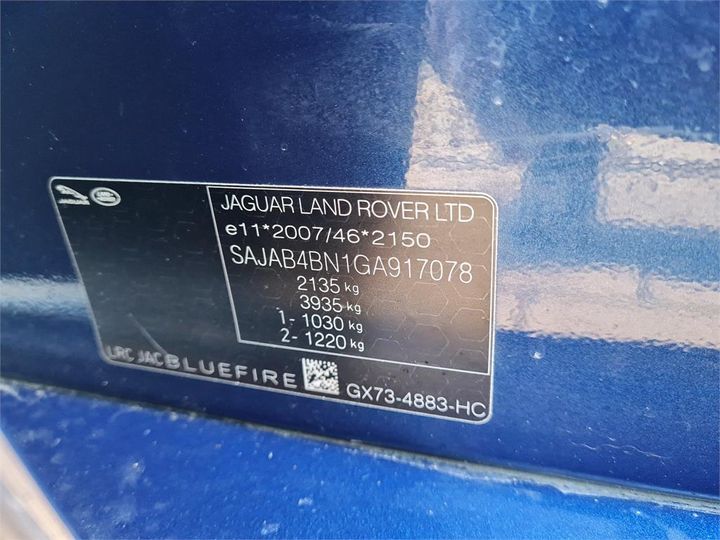 JAGUAR LAND ROVER LTD
e11*2007/46*2150
SAJAB4BN1GA917078
2135 kg
3935 kg
1- 1030 kg
2- 1220 kg
JAGUAR
LRC JAC BLUEFIRE
GX73-4883-HC